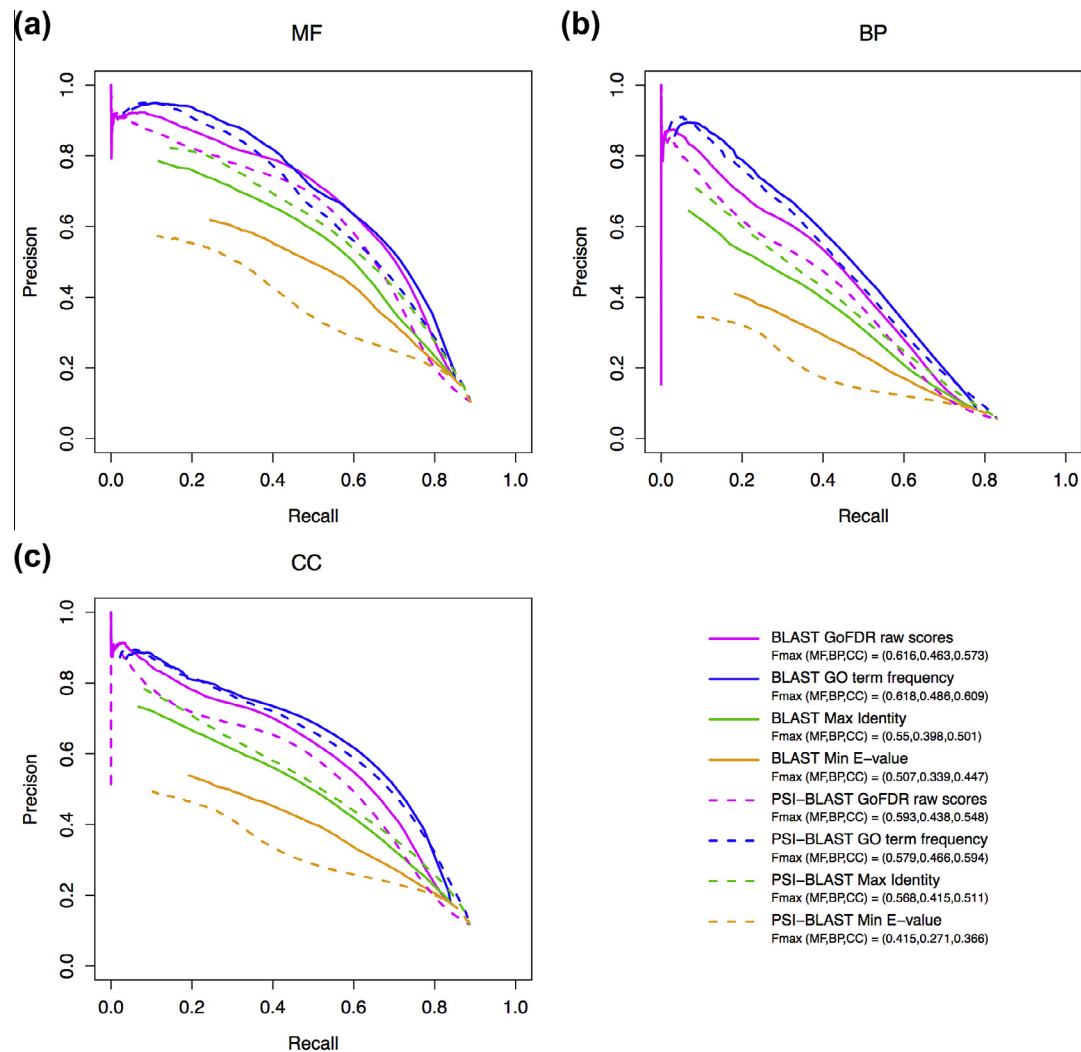 (a)
MF
1.0
0.8
0.6
0.4
0.2
0.0
Precison
0.0 0.2 0.4 0.6 0.8 1.0
Recall
(b)
BP
1.0
0.8
0.6
0.4
0.2
0.0
Precison
0.0 0.2 0.4 0.6 0.8 1.0
Recall
(c)
CC
1.0
0.8
0.6
0.4
0.2
0.0
Precison
0.0 0.2 0.4 0.6 0.8 1.0
Recall
BLAST GoFDR raw scores
Fmax (MF,BP,CC) = (0.616,0.463,0.573)
BLAST GO term frequency
Fmax (MF,BP,CC) = (0.618,0.486,0.609)
BLAST Max Identity
Fmax (MF,BP,CC) = (0.55,0.398,0.501)
BLAST Min E−value
Fmax (MF,BP,CC) = (0.507,0.339,0.447)
PSI−BLAST GoFDR raw scores
Fmax (MF,BP,CC) = (0.593,0.438,0.548)
PSI−BLAST GO term frequency
Fmax (MF,BP,CC) = (0.579,0.466,0.594)
PSI−BLAST Max Identity
Fmax (MF,BP,CC) = (0.568,0.415,0.511)
PSI−BLAST Min E−value
Fmax (MF,BP,CC) = (0.415,0.271,0.366)